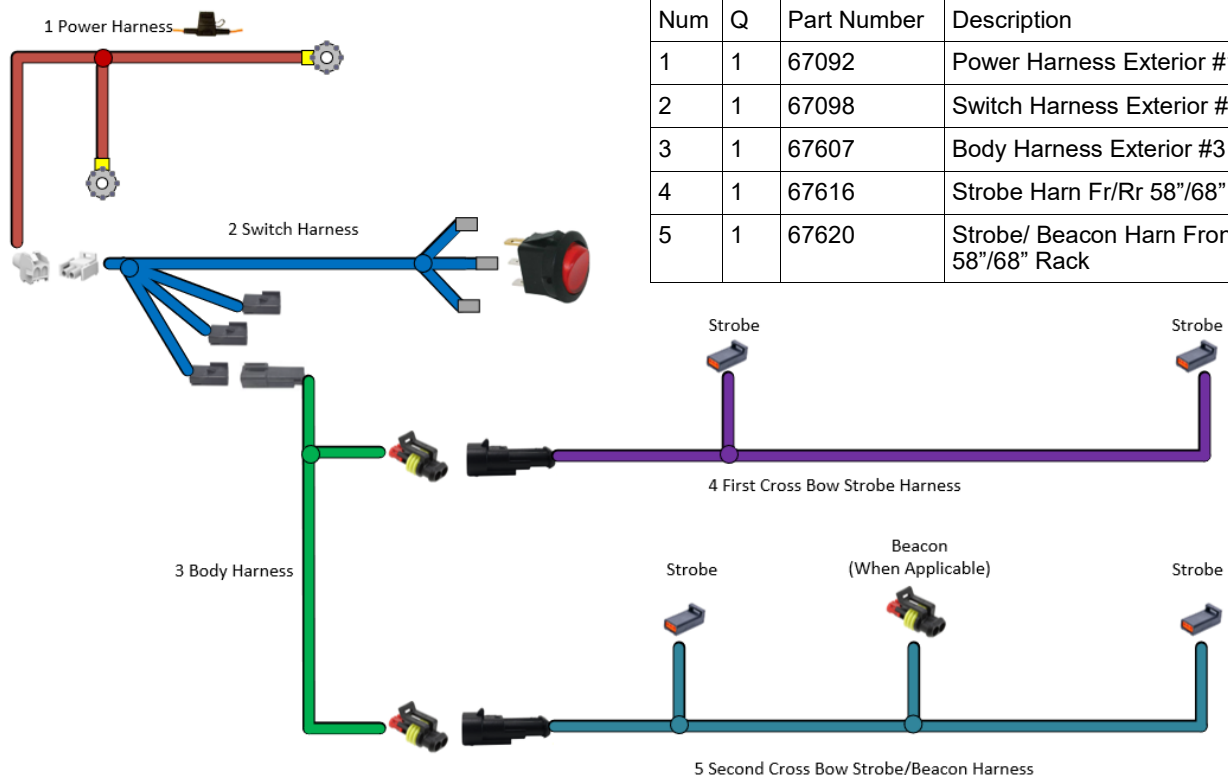 1 Power Harness
Num Q Part Number Description
1 1 67092 Power Harness Exterior #
2 1 67098 Switch Harness Exterior #
3 1 67607 Body Harness Exterior #3
4 1 67616 Strobe Harn Fr/Rr 58”/68”
5 1 67620 Strobe/ Beacon Harn Fron
58”/68” Rack
2 Switch Harness
Strobe Strobe
4 First Cross Bow Strobe Harness
3 Body Harness
Strobe
Beacon
(When Applicable)
Strobe
5 Second Cross Bow Strobe/Beacon Harness